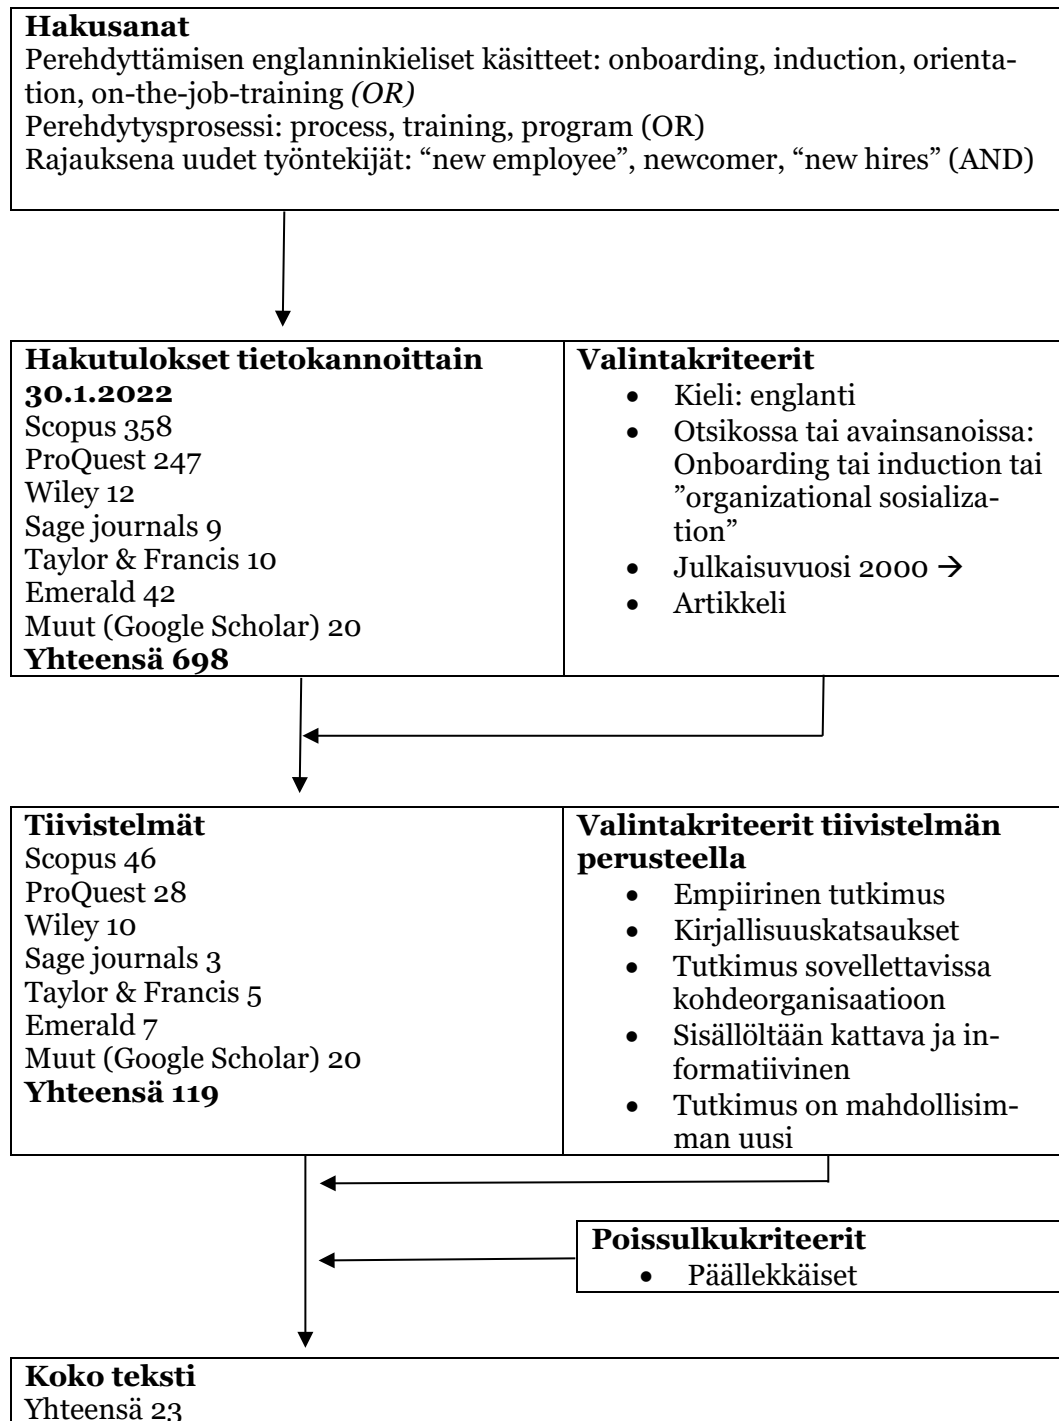 Hakusanat
Perehdyttämisen englanninkieliset käsitteet: onboarding, induction, orienta-
tion, on-the-job-training (OR)
Perehdytysprosessi: process, training, program (OR)
Rajauksena uudet työntekijät: “new employee”, newcomer, “new hires” (AND)
Hakutulokset tietokannoittain
30.1.2022
Scopus 358
ProQuest 247
Wiley 12
Sage journals 9
Taylor & Francis 10
Emerald 42
Muut (Google Scholar) 20
Yhteensä 698
Valintakriteerit
• Kieli: englanti
• Otsikossa tai avainsanoissa:
Onboarding tai induction tai
”organizational sosializa-
tion”
• Julkaisuvuosi 2000 →
• Artikkeli
Tiivistelmät
Scopus 46
ProQuest 28
Wiley 10
Sage journals 3
Taylor & Francis 5
Emerald 7
Muut (Google Scholar) 20
Yhteensä 119
Valintakriteerit tiivistelmän
perusteella
• Empiirinen tutkimus
• Kirjallisuuskatsaukset
• Tutkimus sovellettavissa
kohdeorganisaatioon
• Sisällöltään kattava ja in-
formatiivinen
• Tutkimus on mahdollisim-
man uusi
Poissulkukriteerit
• Päällekkäiset
Koko teksti
Yhteensä 23